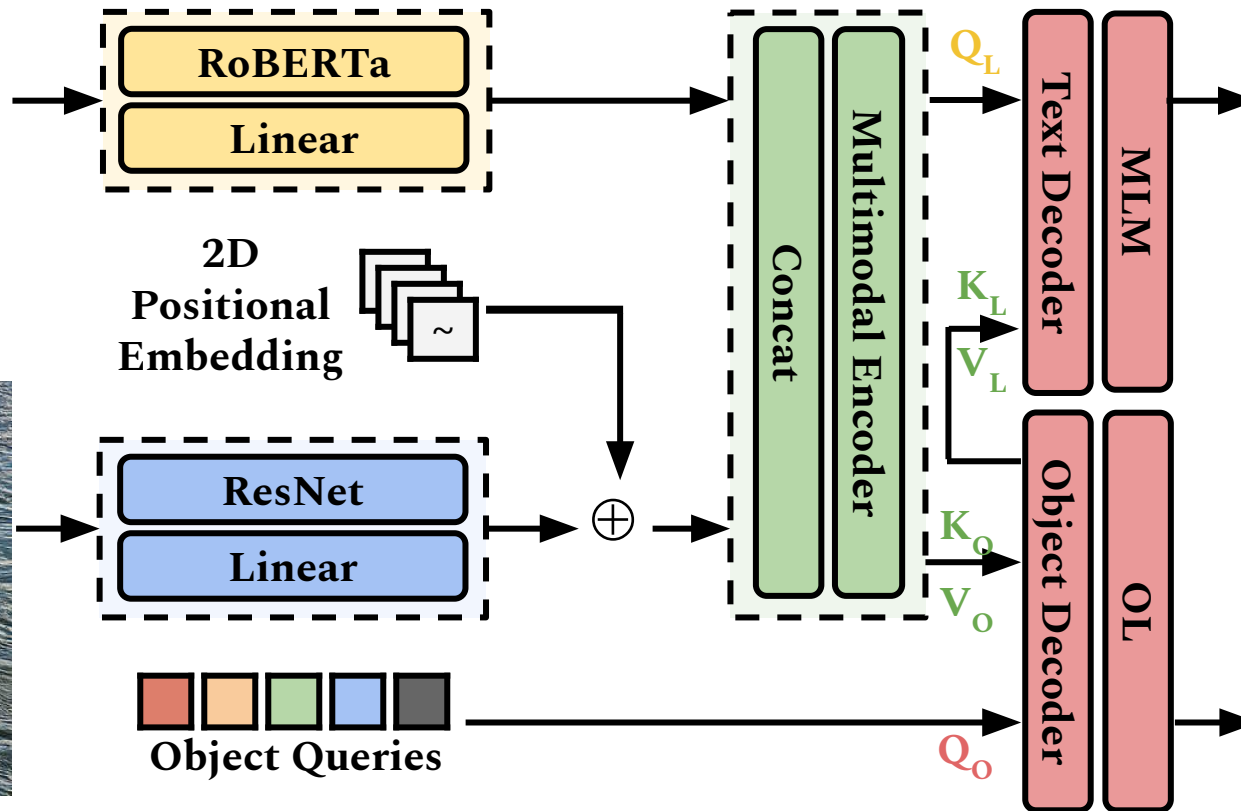 RoBERTa
Linear
2D
Positional
Embedding
~
ResNet
Linear
Object Queries
Concat
Multimodal Encoder
Q_L
K_L
V_L
K_O
V_O
Q_O
Text Decoder
MLM
Object Decoder
OL